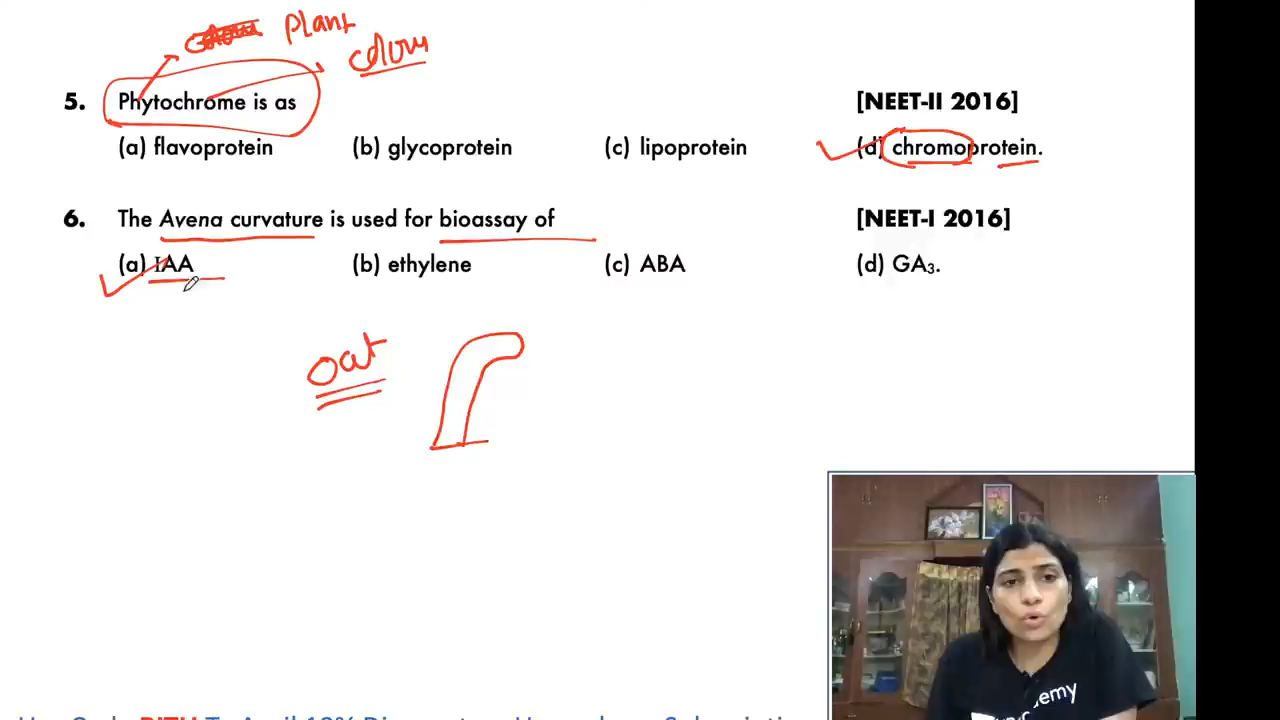 plant
colour
5. Phytochrome is as [NEET-II 2016]
(a) flavoprotein (b) glycoprotein (c) lipoprotein (d) chromoprotein.
6. The Avena curvature is used for bioassay of [NEET-I 2016]
(a) IAA (b) ethylene (c) ABA (d) GA₃.
oat